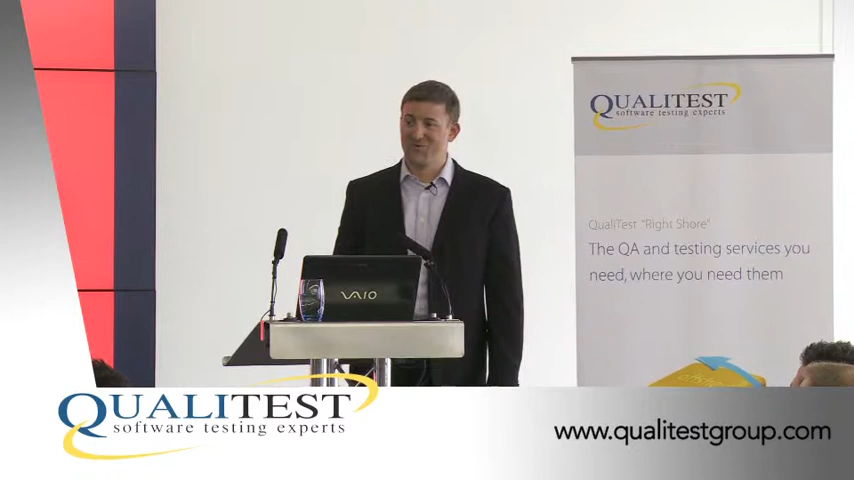 QUALITEST
software testing experts
QualiTest "Right Shore"
The QA and testing services you
need, where you need them
VAIO
QUALITEST
software testing experts
www.qualitestgroup.com